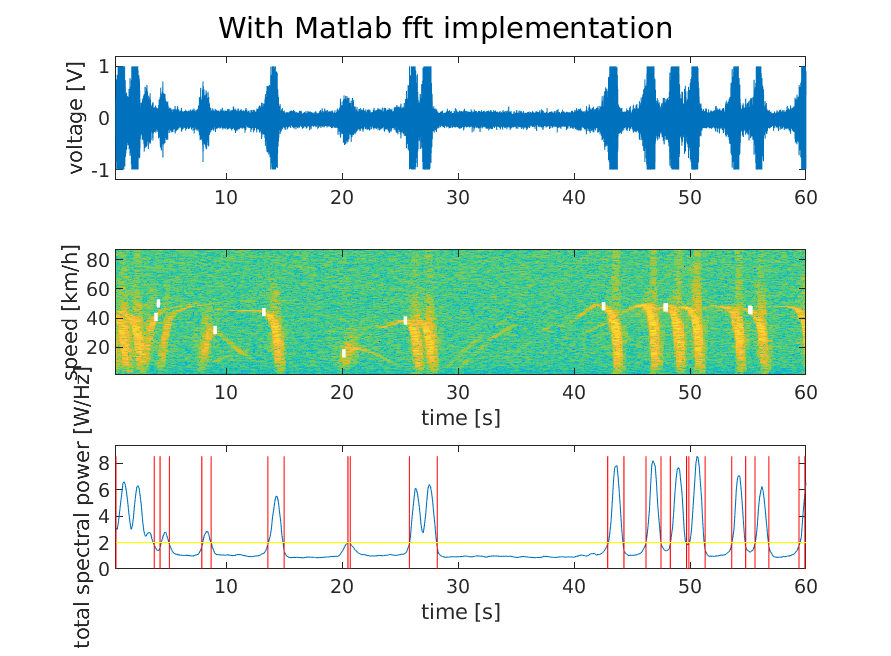 With Matlab fft implementation
voltage [V]
1
0
-1
10 20 30 40 50 60
speed [km/h]
80
60
40
20
10 20 30 40 50 60
time [s]
total spectral power [W/Hz]
8
6
4
2
0
10 20 30 40 50 60
time [s]